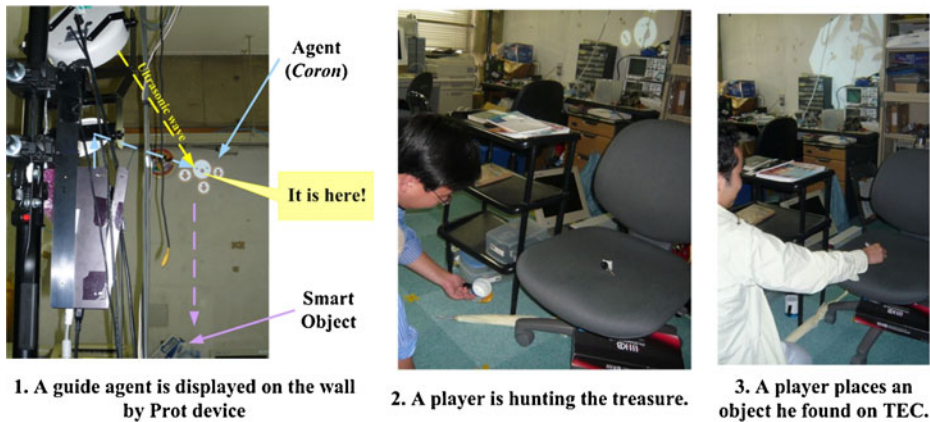 Agent
(Coron)
Ultrasonic wave
It is here!
Smart
Object
1. A guide agent is displayed on the wall
by Prot device
2. A player is hunting the treasure.
3. A player places an
object he found on TEC.